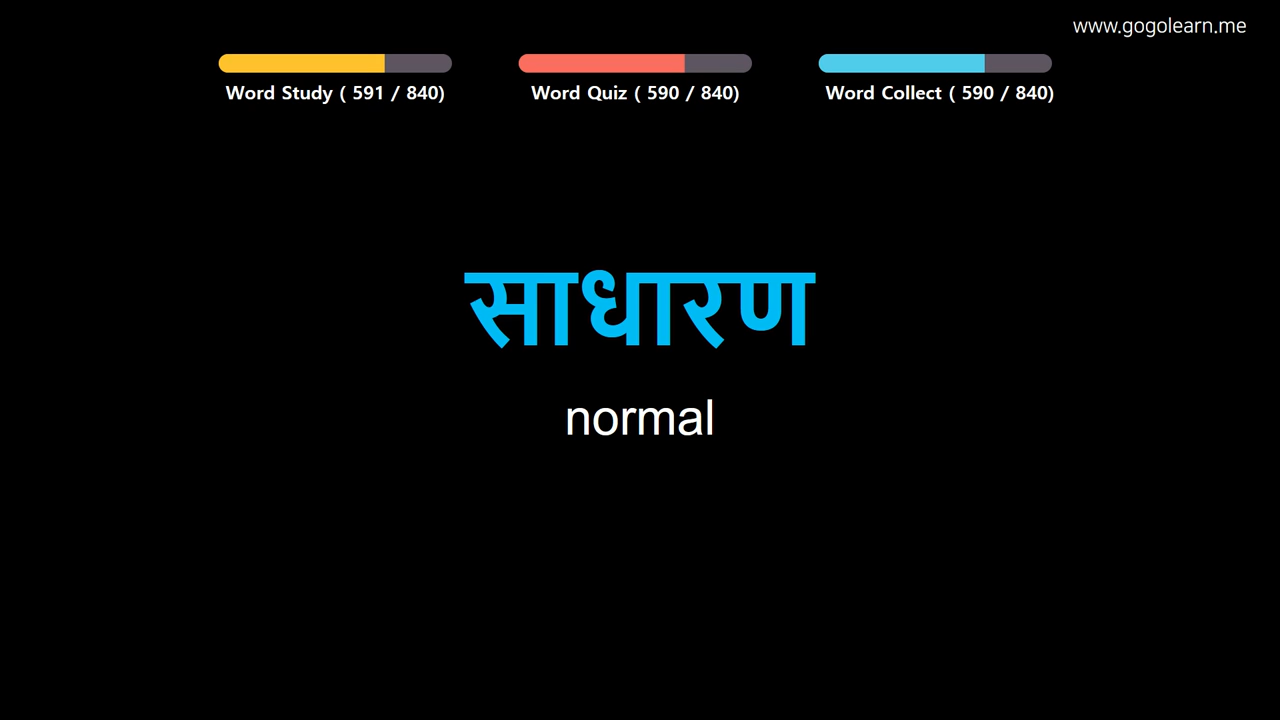 www.gogolearn.me
Word Study ( 591 / 840)
Word Quiz ( 590 / 840)
Word Collect ( 590 / 840)
साधारण
normal